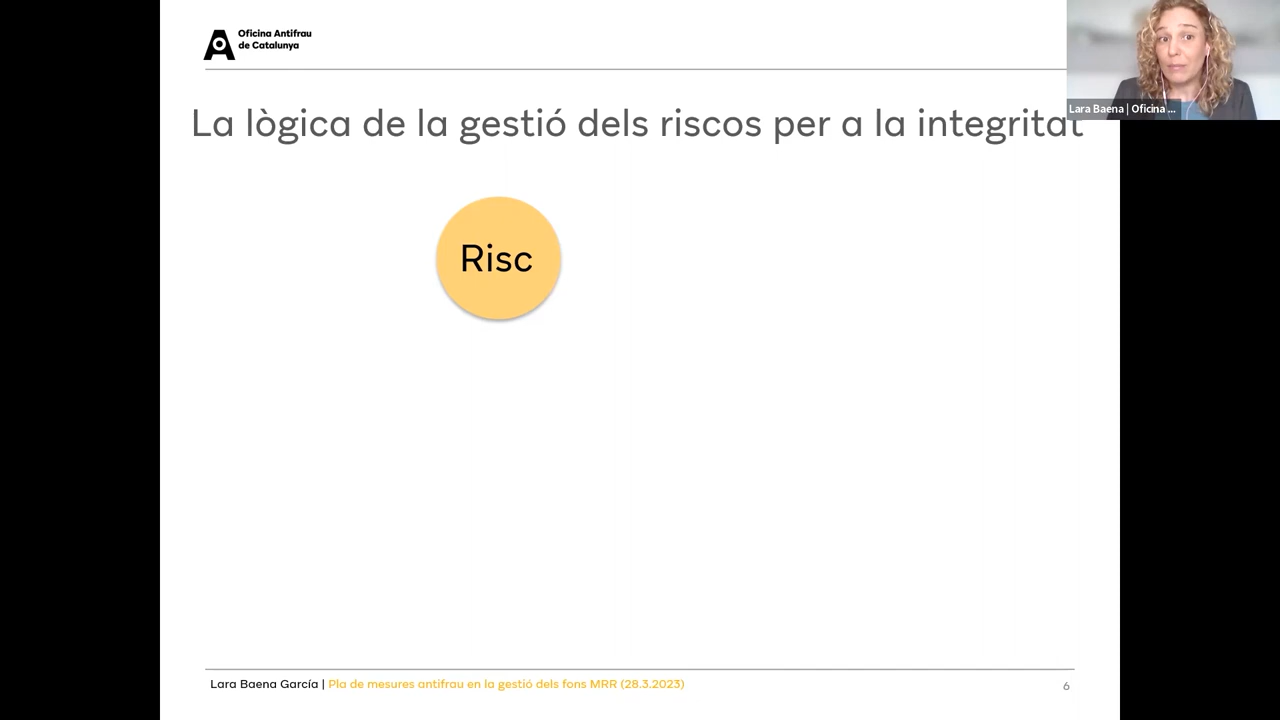 Oficina Antifrau
de Catalunya
Lara Baena | Oficina ...
La lògica de la gestió dels riscos per a la integritat
Risc
Lara Baena García | Pla de mesures antifrau en la gestió dels fons MRR (28.3.2023)
6